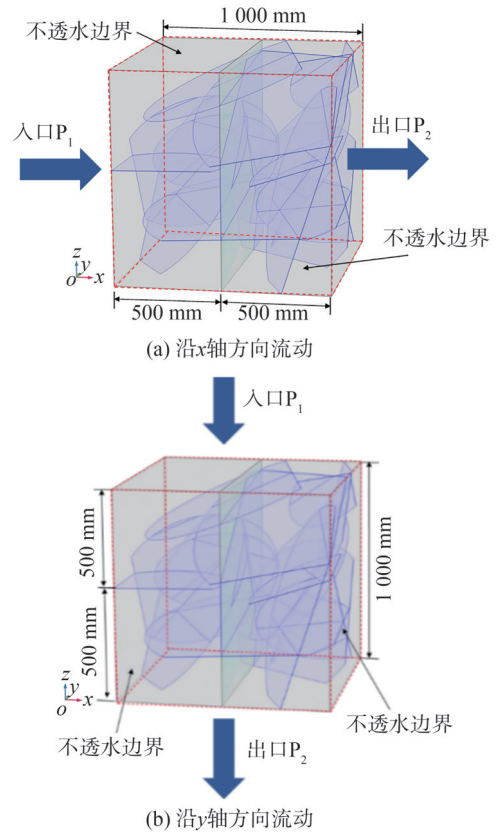 1 000 mm
不透水边界
入口P₁
出口P₂
不透水边界
z
y
x
o
500 mm
500 mm
(a) 沿x轴方向流动
入口P₁
500 mm
1 000 mm
500 mm
z
y
x
o
不透水边界
不透水边界
出口P₂
(b) 沿y轴方向流动